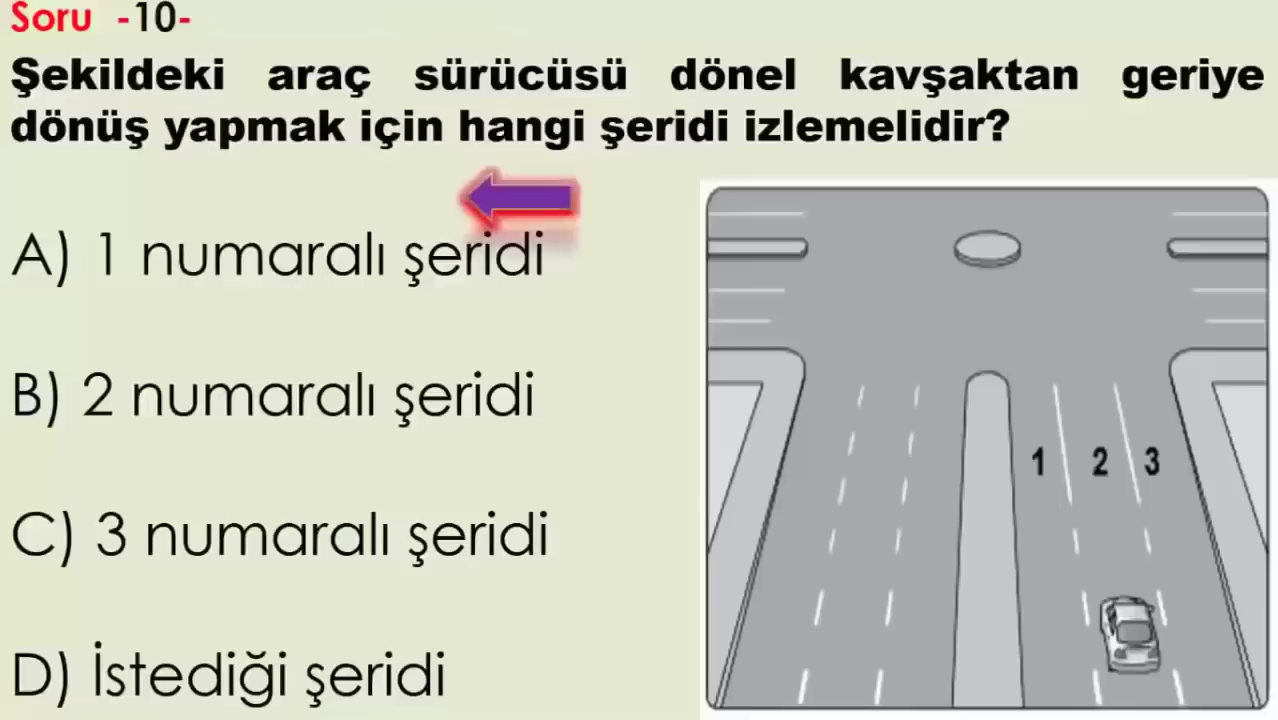 Soru -10-
Şekildeki araç sürücüsü dönel kavşaktan geriye
dönüş yapmak için hangi şeridi izlemelidir?
A) 1 numaralı şeridi
B) 2 numaralı şeridi
C) 3 numaralı şeridi
D) İstediği şeridi
1 2 3